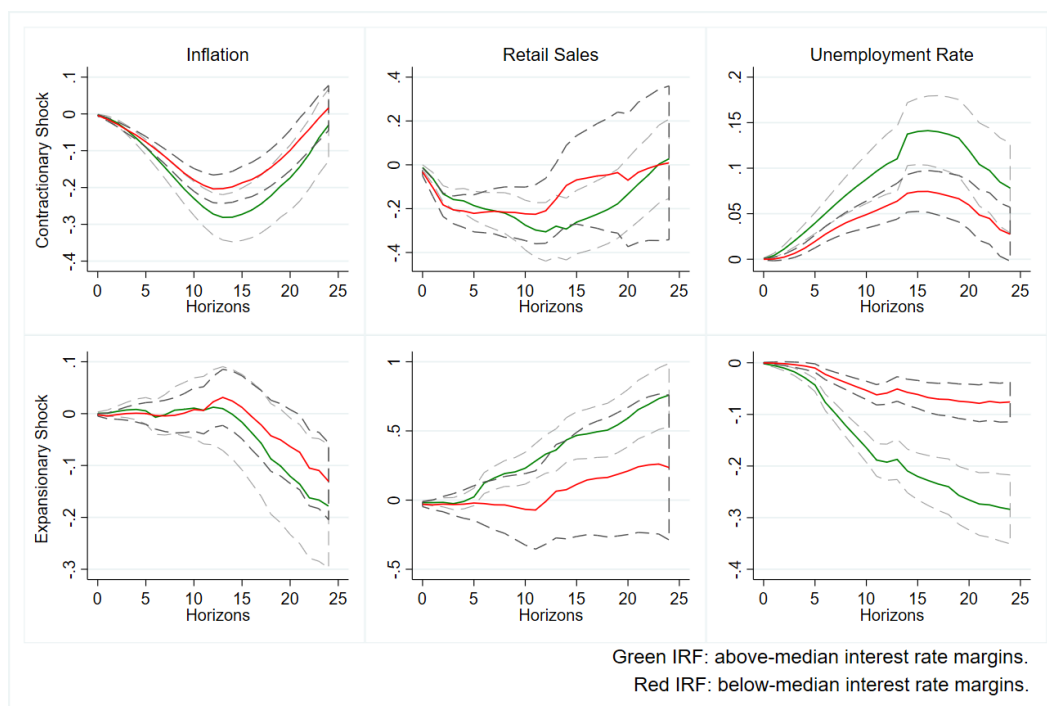 Inflation
Retail Sales
Unemployment Rate
Contractionary Shock
.1
0
-.1
-.2
-.3
-.4
0 5 10 15 20 25
Horizons
.4
.2
0
-.2
-.4
0 5 10 15 20 25
Horizons
.2
.15
.1
.05
0
0 5 10 15 20 25
Horizons
Expansionary Shock
.1
0
-.1
-.2
-.3
0 5 10 15 20 25
Horizons
1
.5
0
-.5
0 5 10 15 20 25
Horizons
0
-.1
-.2
-.3
-.4
0 5 10 15 20 25
Horizons
Green IRF: above-median interest rate margins.
Red IRF: below-median interest rate margins.